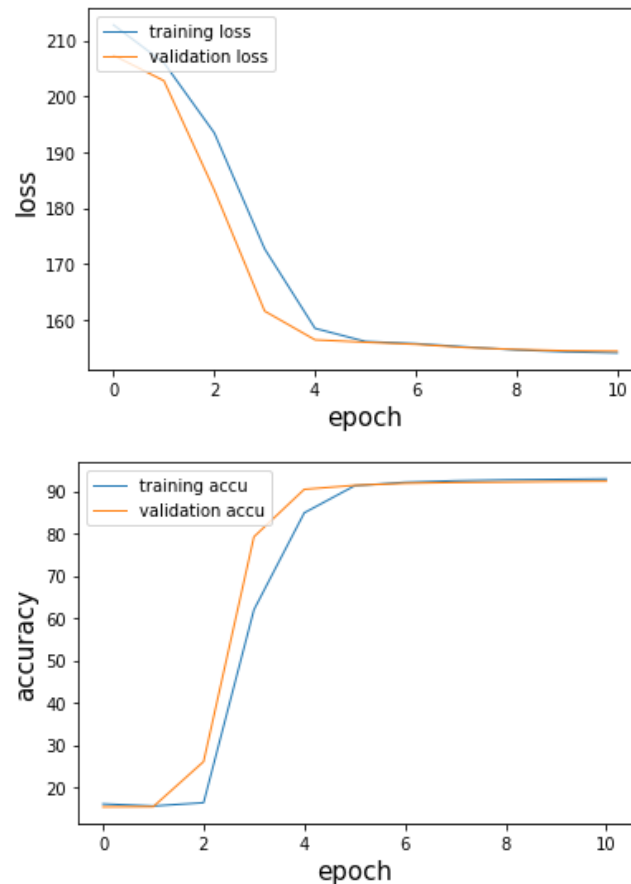 training loss
validation loss
210
200
190
180
170
160
loss
0 2 4 6 8 10
epoch
training accu
validation accu
90
80
70
60
50
40
30
20
accuracy
0 2 4 6 8 10
epoch